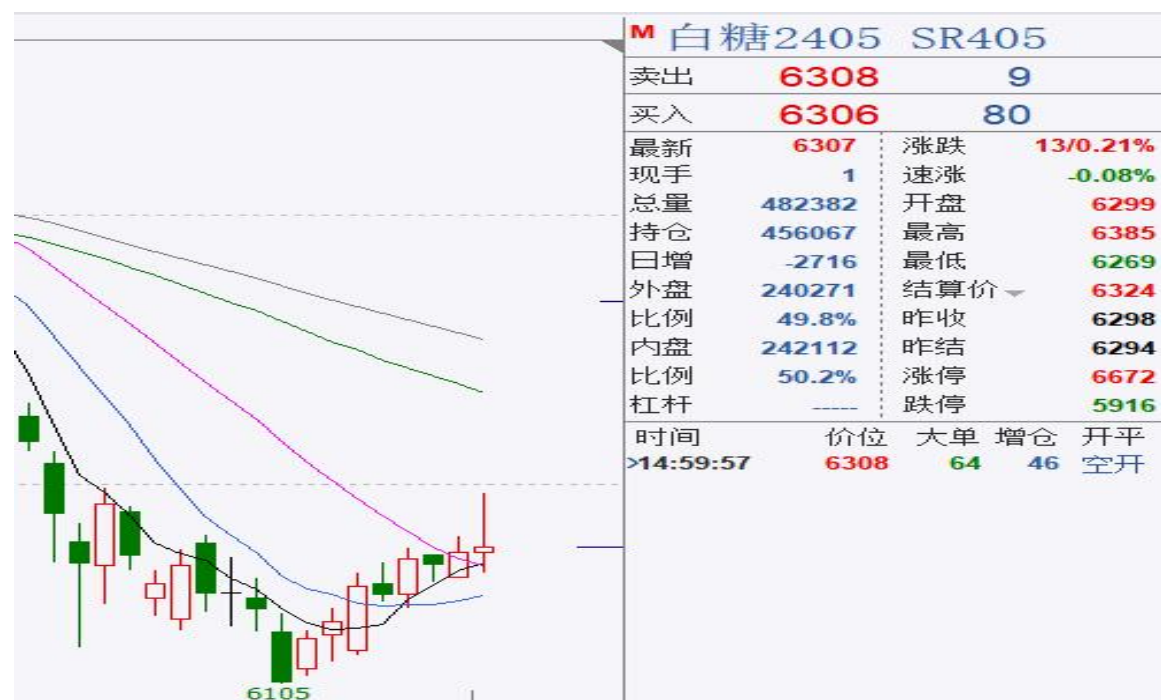 M 白糖2405 SR405
卖出 6308 9
买入 6306 80
最新 6307 涨跌 13/0.21%
现手 1 速涨 -0.08%
总量 482382 开盘 6299
持仓 456067 最高 6385
日增 -2716 最低 6269
外盘 240271 结算价 6324
比例 49.8% 昨收 6298
内盘 242112 昨结 6294
比例 50.2% 涨停 6672
杠杆 ----- 跌停 5916
时间 价位 大单 增仓 开平
>14:59:57 6308 64 46 空开
6105